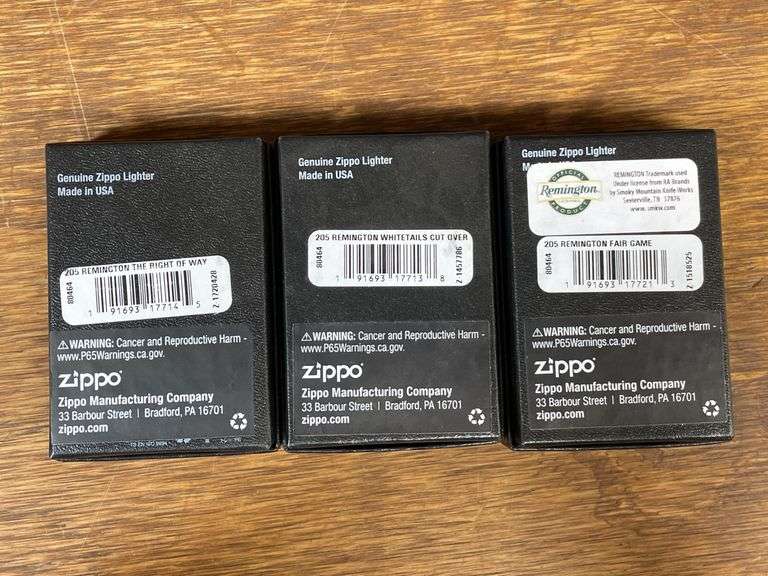 Genuine Zippo Lighter
Made in USA
205 REMINGTON THE RIGHT OF WAY
80464
1 91693 17714 5
Z 1720428
⚠WARNING: Cancer and Reproductive Harm -
www.P65Warnings.ca.gov.
zippo
Zippo Manufacturing Company
33 Barbour Street | Bradford, PA 16701
zippo.com
Genuine Zippo Lighter
Made in USA
205 REMINGTON WHITETAILS CUT OVER
80464
1 91693 17713 8
Z 1457786
⚠WARNING: Cancer and Reproductive Harm -
www.P65Warnings.ca.gov.
zippo
Zippo Manufacturing Company
33 Barbour Street | Bradford, PA 16701
zippo.com
Genuine Zippo Lighter
OFFICIAL
Remington
PRODUCT
REMINGTON Trademark used
Under license from RA Brands
by Smoky Mountain Knife Works
Sevierville, TN 37876
www.smkw.com
205 REMINGTON FAIR GAME
80464
1 91693 17721 3
Z 1518525
⚠WARNING: Cancer and Reproductive Harm -
www.P65Warnings.ca.gov.
zippo
Zippo Manufacturing Company
33 Barbour Street | Bradford, PA 16701
zippo.com